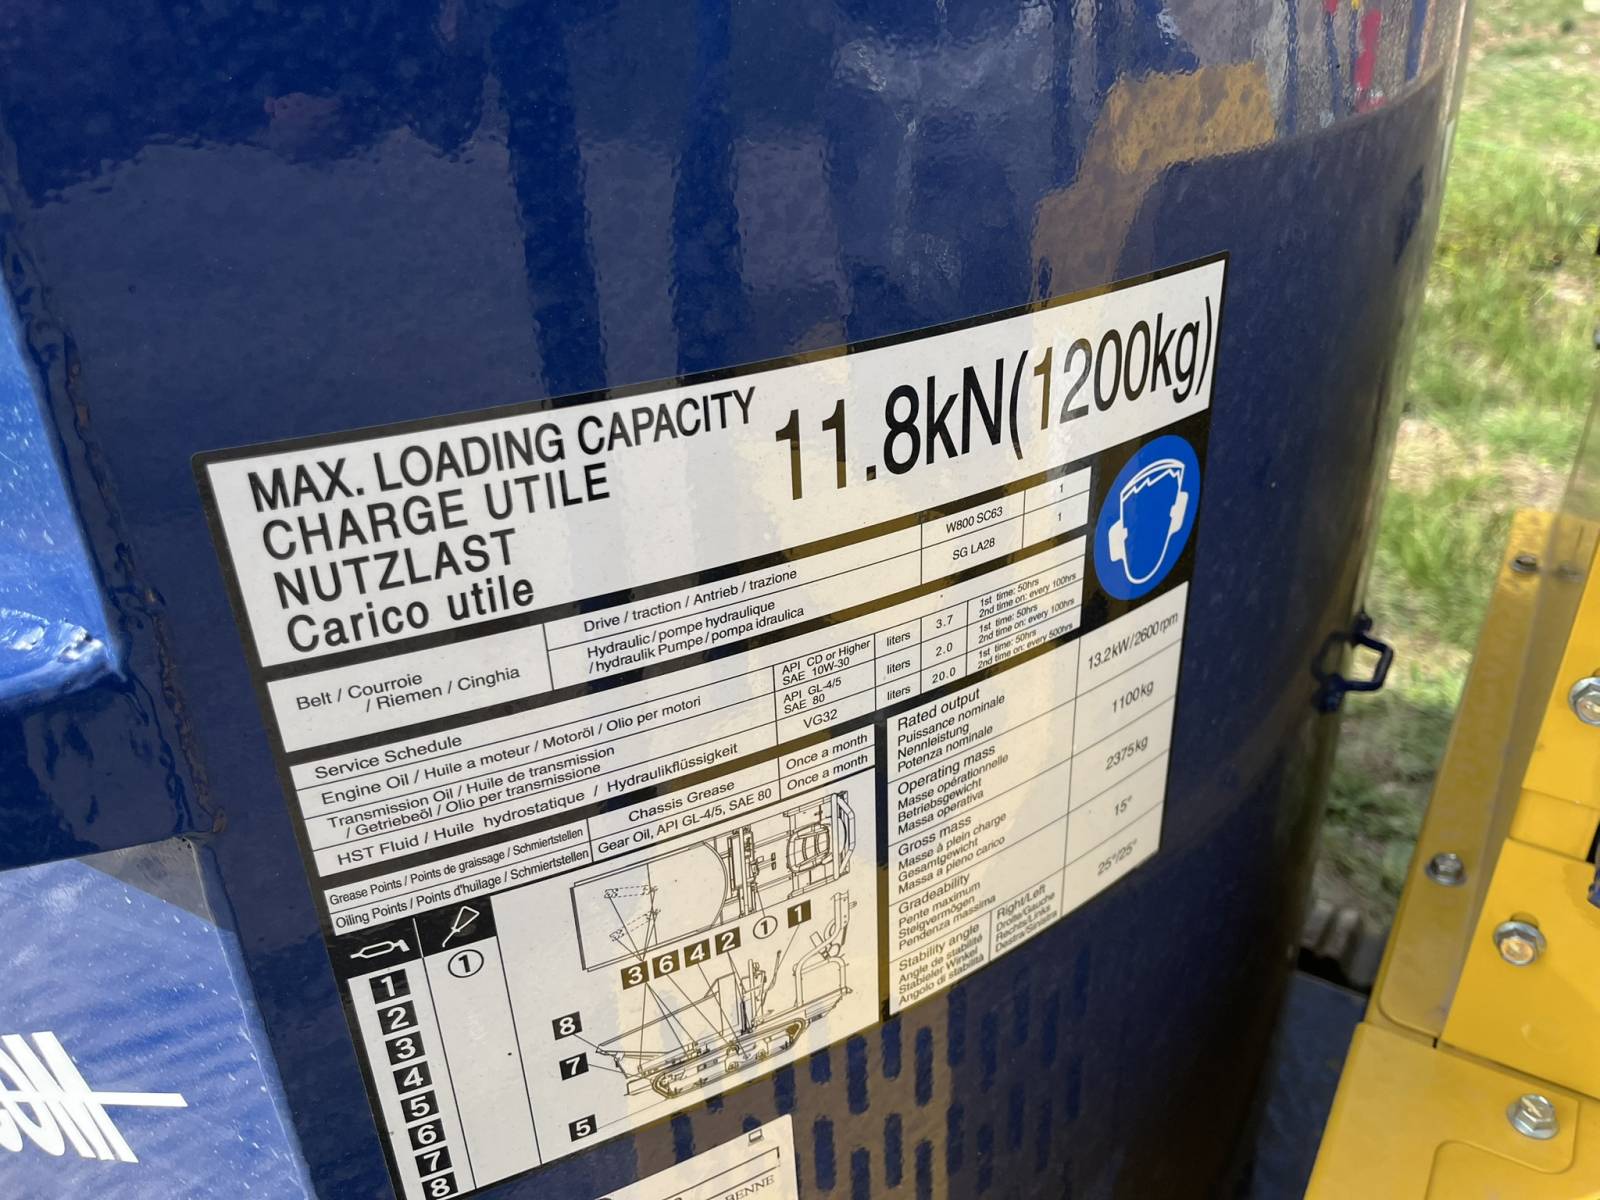 MAX. LOADING CAPACITY
CHARGE UTILE
NUTZLAST
Carico utile
11.8kN(1200kg)
Belt / Courroie
/ Riemen / Cinghia
Drive / traction / Antrieb / trazione
W800 SC63
1
Hydraulic / pompe hydraulique
/ hydraulik Pumpe / pompa idraulica
SG LA28
1
Service Schedule
Engine Oil / Huile a moteur / Motoröl / Olio per motori
API CD or Higher
SAE 10W-30
liters
3.7
1st time: 50hrs
2nd time on: every 100hrs
Transmission Oil / Huile de transmission
/ Getriebeöl / Olio per transmissione
API GL-4/5
SAE 80
liters
2.0
1st time: 50hrs
2nd time on: every 100hrs
HST Fluid / Huile hydrostatique / Hydraulikflüssigkeit
VG32
liters
20.0
1st time: 50hrs
2nd time on: every 500hrs
Grease Points / Points de graissage / Schmiertstellen
Chassis Grease
Once a month
Oiling Points / Points d'huilage / Schmiertstellen
Gear Oil, API GL-4/5, SAE 80
Once a month
1
1
2
3
4
5
6
7
8
3 6 4 2 1 1
8
7
5
Rated output
Puissance nominale
Nennleistung
Potenza nominale
13.2kW/2600rpm
Operating mass
Masse opérationnelle
Betriebsgewicht
Massa operativa
1100kg
Gross mass
Masse à plein charge
Gesamtgewicht
Massa a pieno carico
2375kg
Gradeability
Pente maximum
Steigvermögen
Pendenza massima
15°
Stability angle
Angle de stabilité
Stabieler Winkel
Angolo di stabilità
Right/Left
Droite/Gauche
Rechts/Links
Destra/Sinistra
25°/25°
BENNE